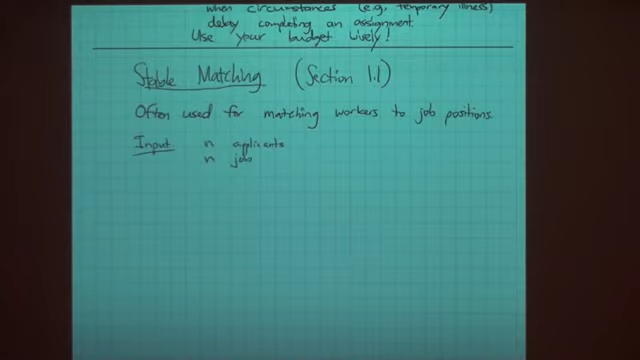 when circumstances (e.g. temporary illness)
delay completing an assignment.
Use your budget wisely!
Stable Matching (Section 1.1)
Often used for matching workers to job positions.
Input n applicants
n job